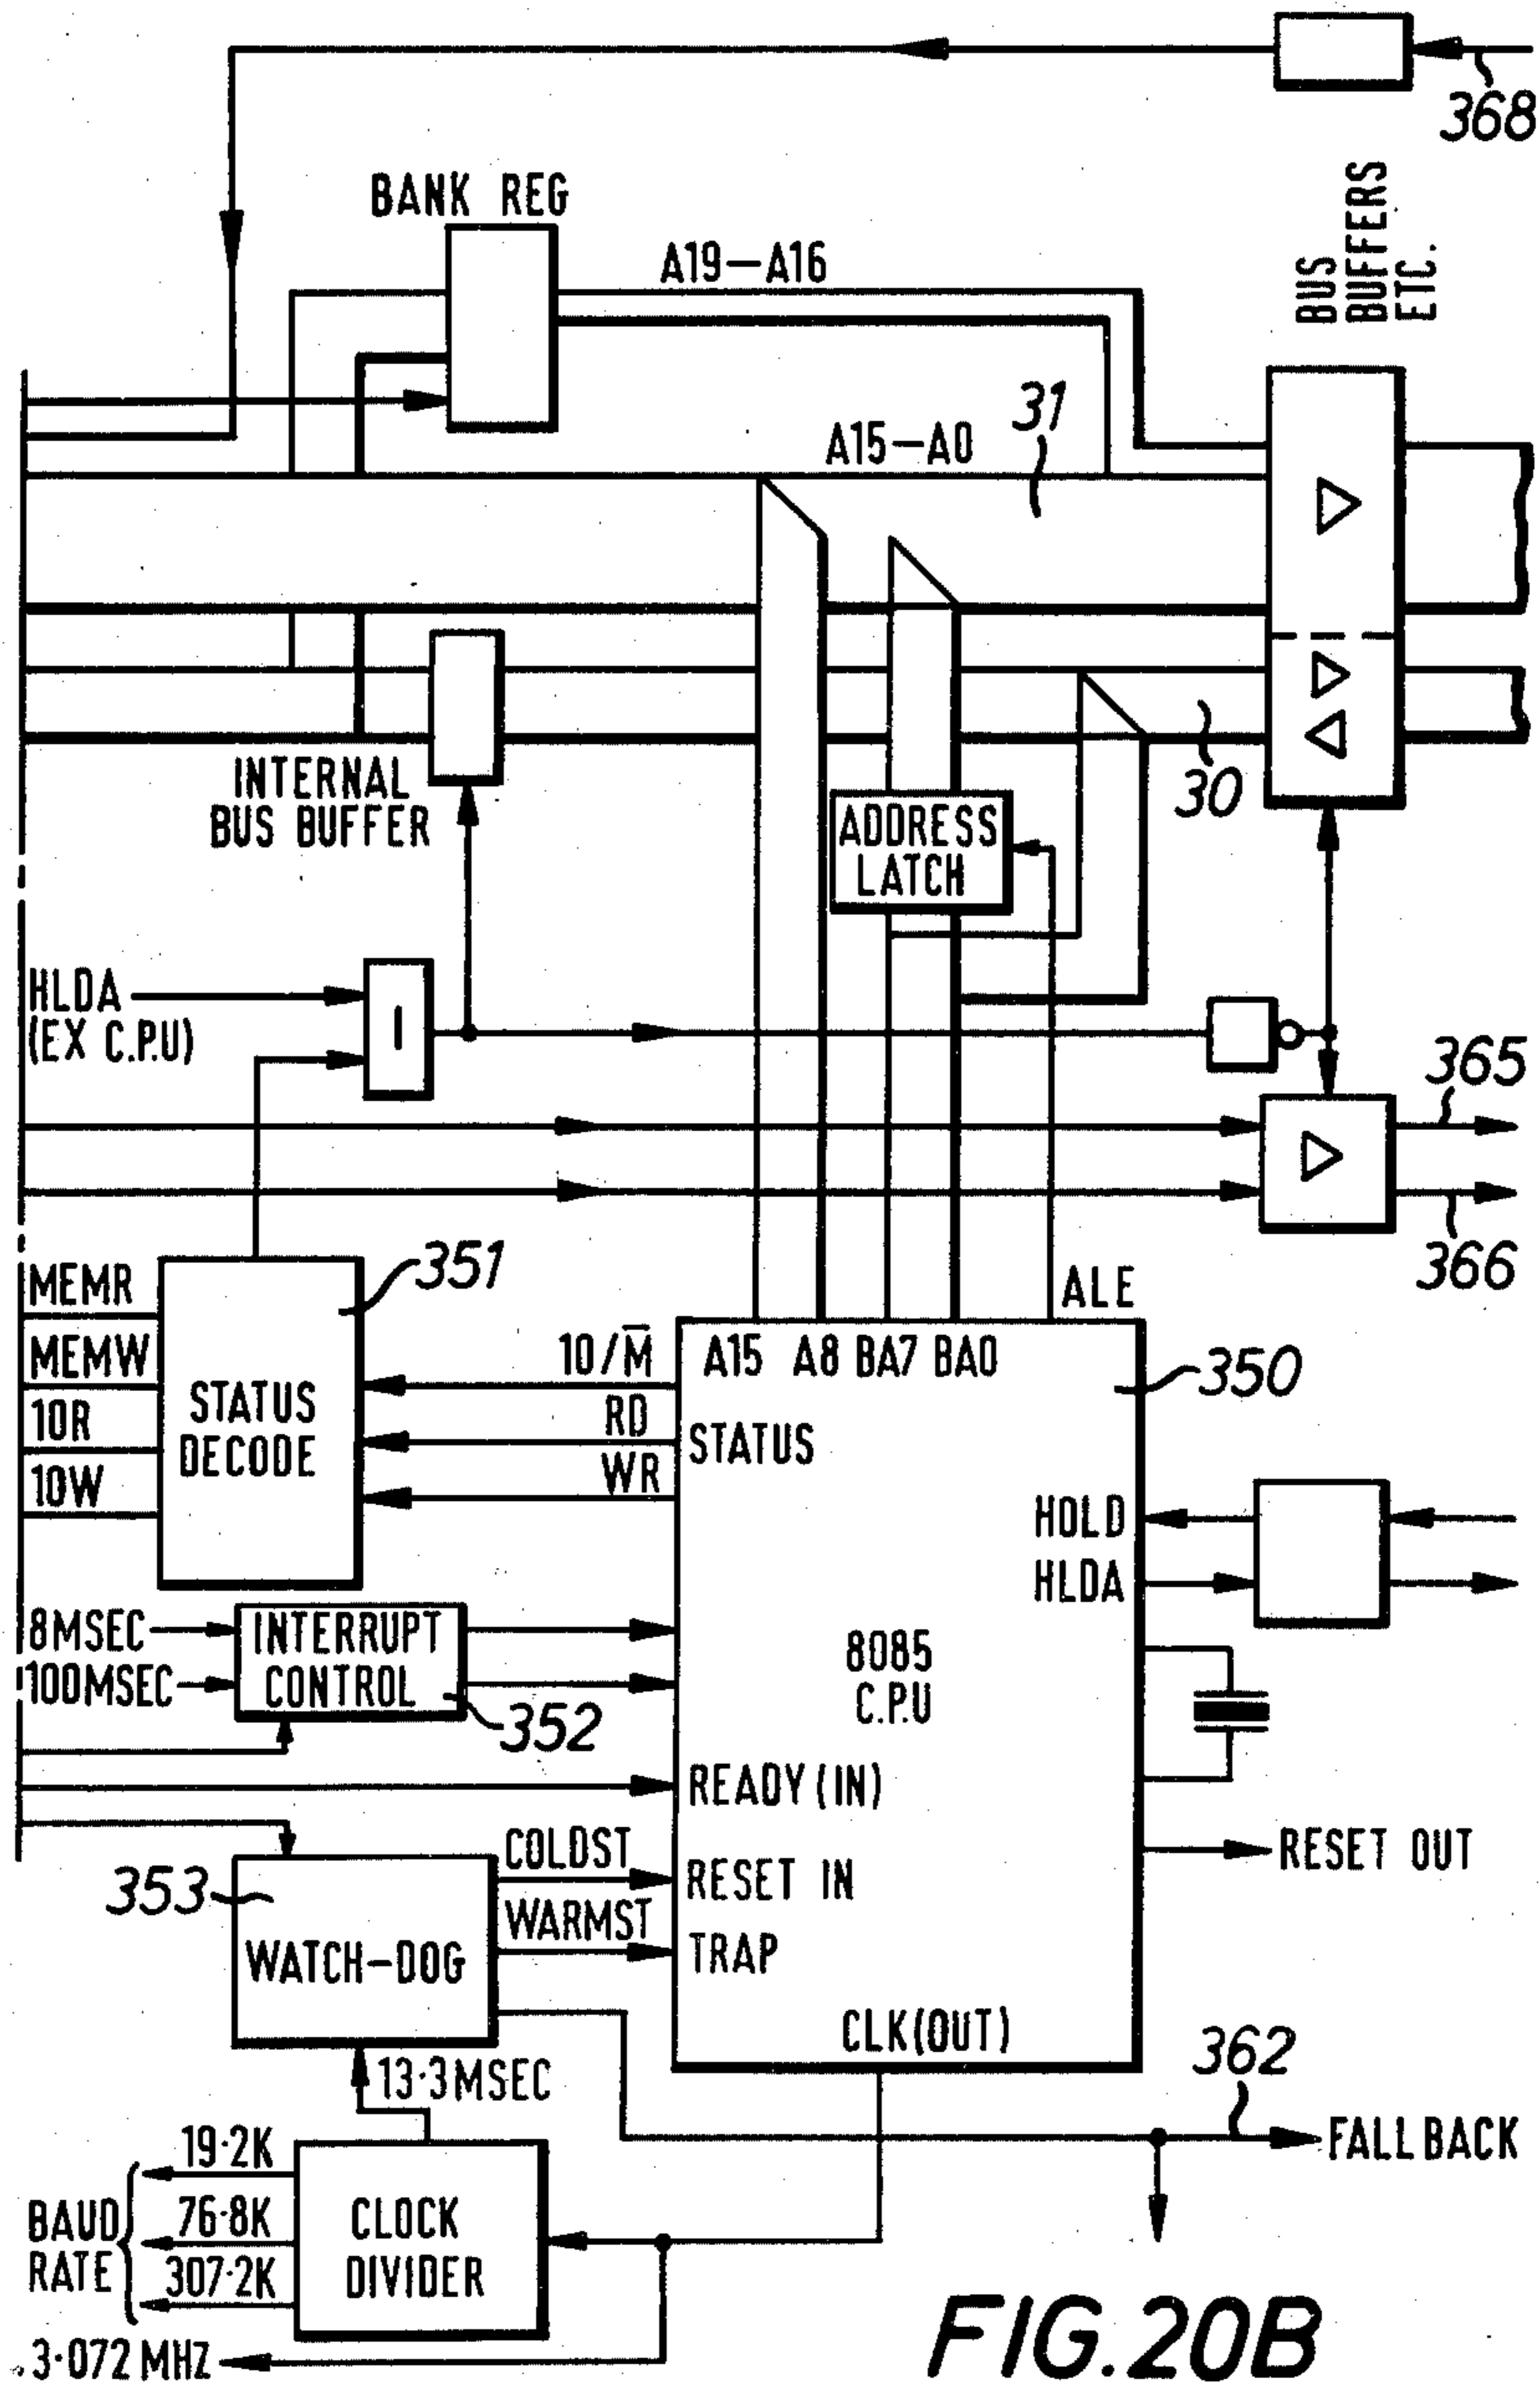 368
BANK REG
BUS
BUFFERS
ETC.
A19-A16
31
A15-A0
INTERNAL
BUS BUFFER
30
ADDRESS
LATCH
HLDA
(EX C.P.U)
1
365
366
351
ALE
MEMR
MEMW
10R
10W
STATUS
DECODE
10/M̅
RD
WR
A15 A8 BA7 BA0
350
STATUS
HOLD
HLDA
8MSEC
100MSEC
INTERRUPT
CONTROL
352
8085
C.P.U
READY (IN)
COLDST
RESET IN
RESET OUT
353
WARMST
TRAP
WATCH-DOG
CLK(OUT)
13·3MSEC
362
FALL BACK
BAUD
RATE
19·2K
76·8K
307·2K
CLOCK
DIVIDER
3·072 MHZ
FIG.20B